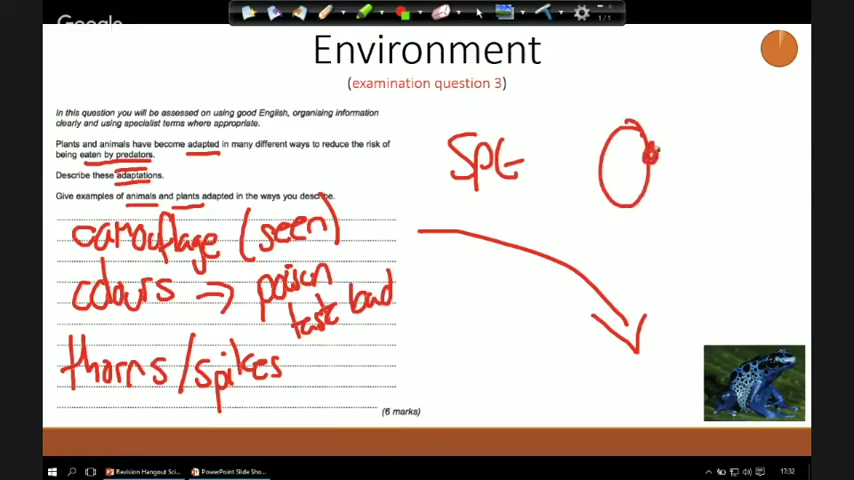 Google
1/1
Environment
(examination question 3)
In this question you will be assessed on using good English, organising information
clearly and using specialist terms where appropriate.
Plants and animals have become adapted in many different ways to reduce the risk of
being eaten by predators.
Describe these adaptations.
Give examples of animals and plants adapted in the ways you describe.
SPG
camouflage (seen)
colours ⇒ poison
taste bad
thorns/spikes
(6 marks)
Revision Hangout Sci...
PowerPoint Slide Sho...
17:32